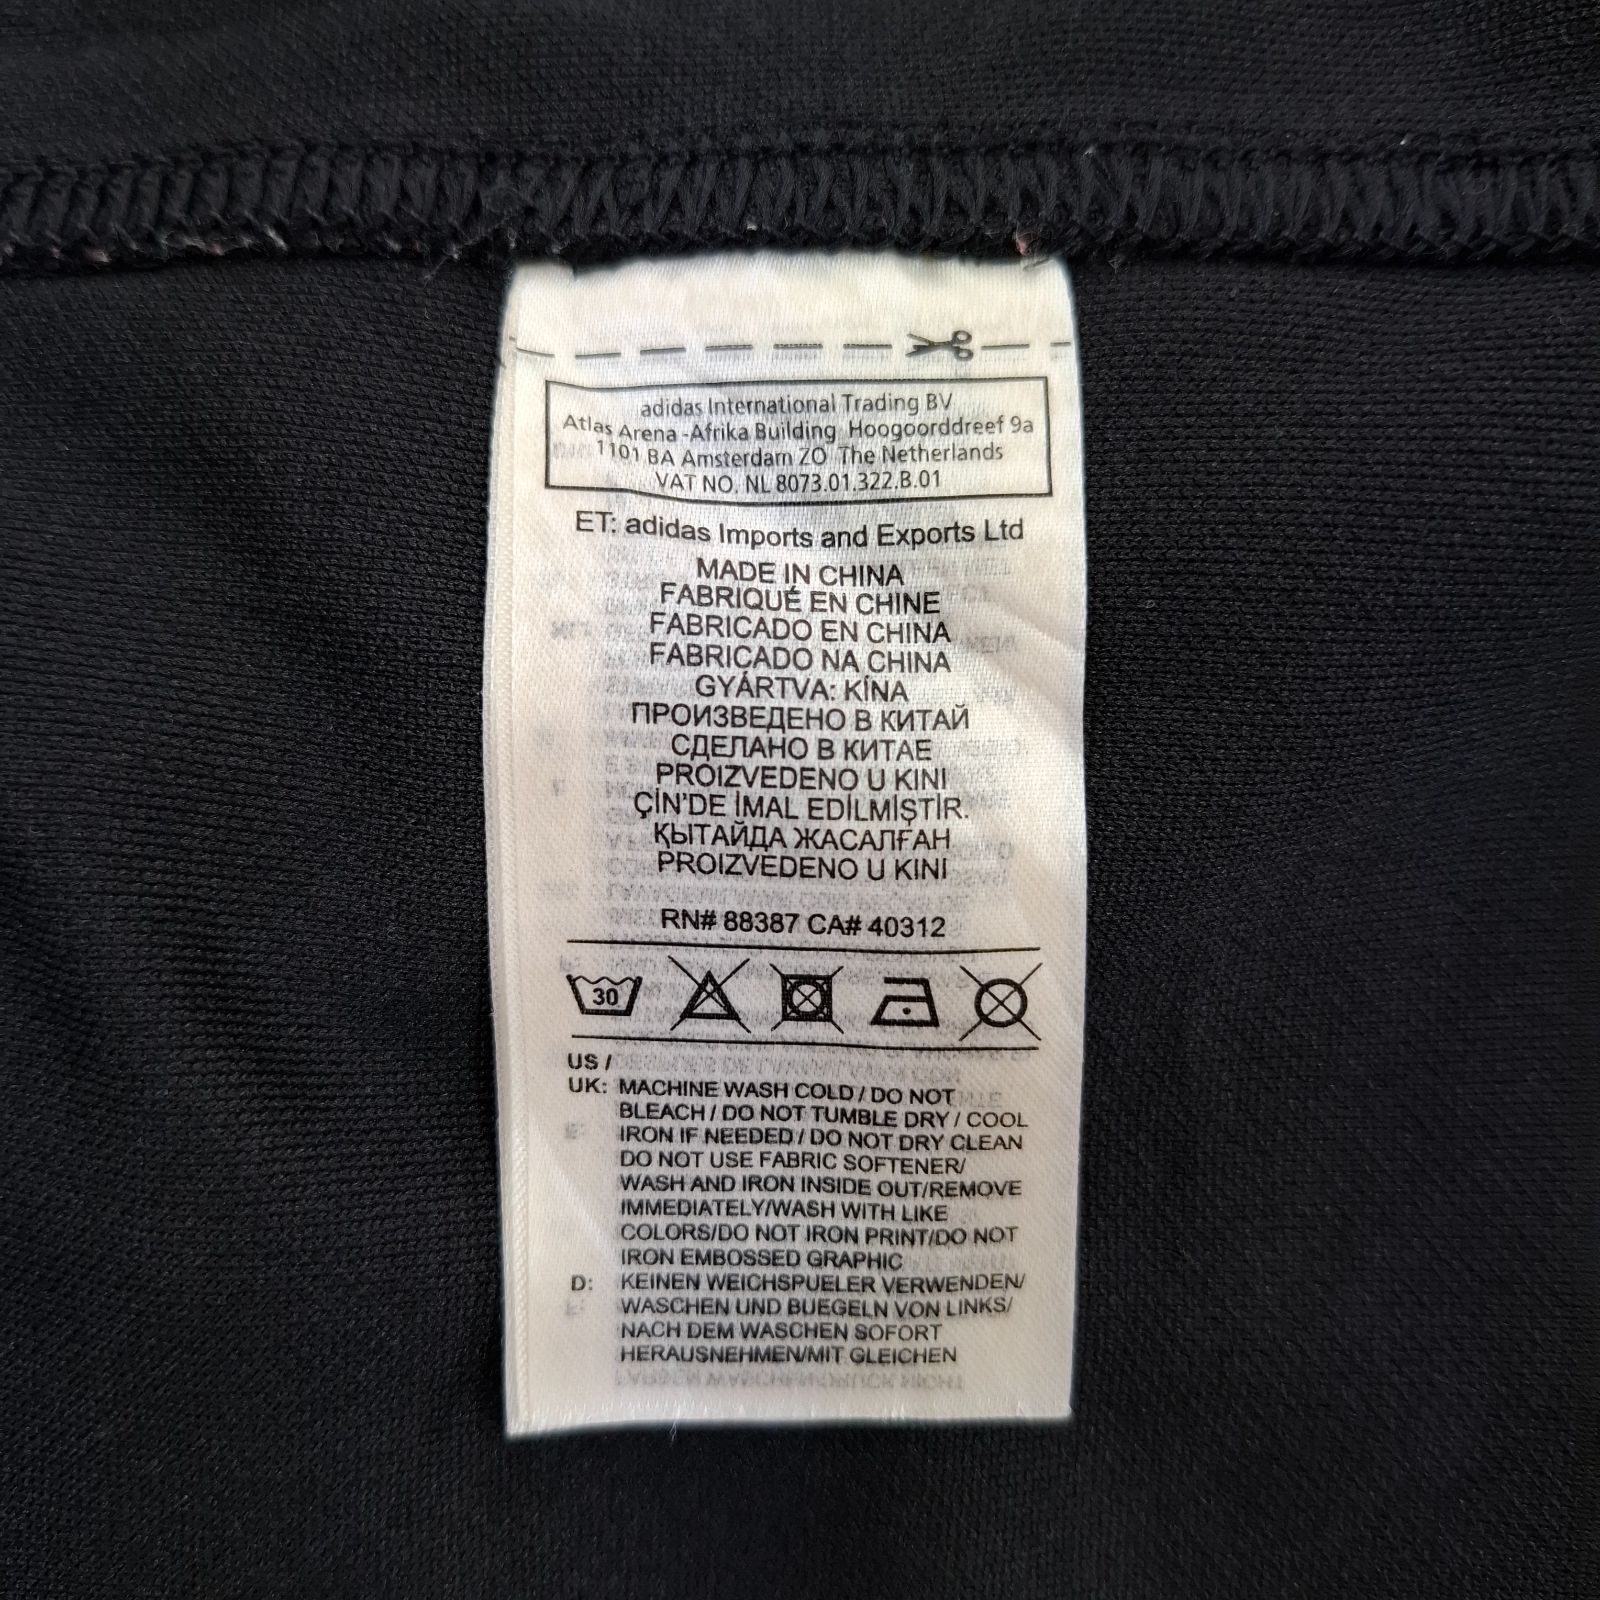 adidas International Trading BV
Atlas Arena -Afrika Building Hoogoorddreef 9a
1101 BA Amsterdam ZO The Netherlands
VAT NO. NL 8073.01.322.B.01
ET: adidas Imports and Exports Ltd
MADE IN CHINA
FABRIQUÉ EN CHINE
FABRICADO EN CHINA
FABRICADO NA CHINA
GYÁRTVA: KÍNA
ПРОИЗВЕДЕНО В КИТАЙ
СДЕЛАНО В КИТАЕ
PROIZVEDENO U KINI
ÇİN'DE İMAL EDİLMİŞTİR.
ҚЫТАЙДА ЖАСАЛҒАН
PROIZVEDENO U KINI
RN# 88387 CA# 40312
30
US /
UK: MACHINE WASH COLD / DO NOT
BLEACH / DO NOT TUMBLE DRY / COOL
IRON IF NEEDED / DO NOT DRY CLEAN
DO NOT USE FABRIC SOFTENER/
WASH AND IRON INSIDE OUT/REMOVE
IMMEDIATELY/WASH WITH LIKE
COLORS/DO NOT IRON PRINT/DO NOT
IRON EMBOSSED GRAPHIC
D: KEINEN WEICHSPUELER VERWENDEN/
WASCHEN UND BUEGELN VON LINKS/
NACH DEM WASCHEN SOFORT
HERAUSNEHMEN/MIT GLEICHEN